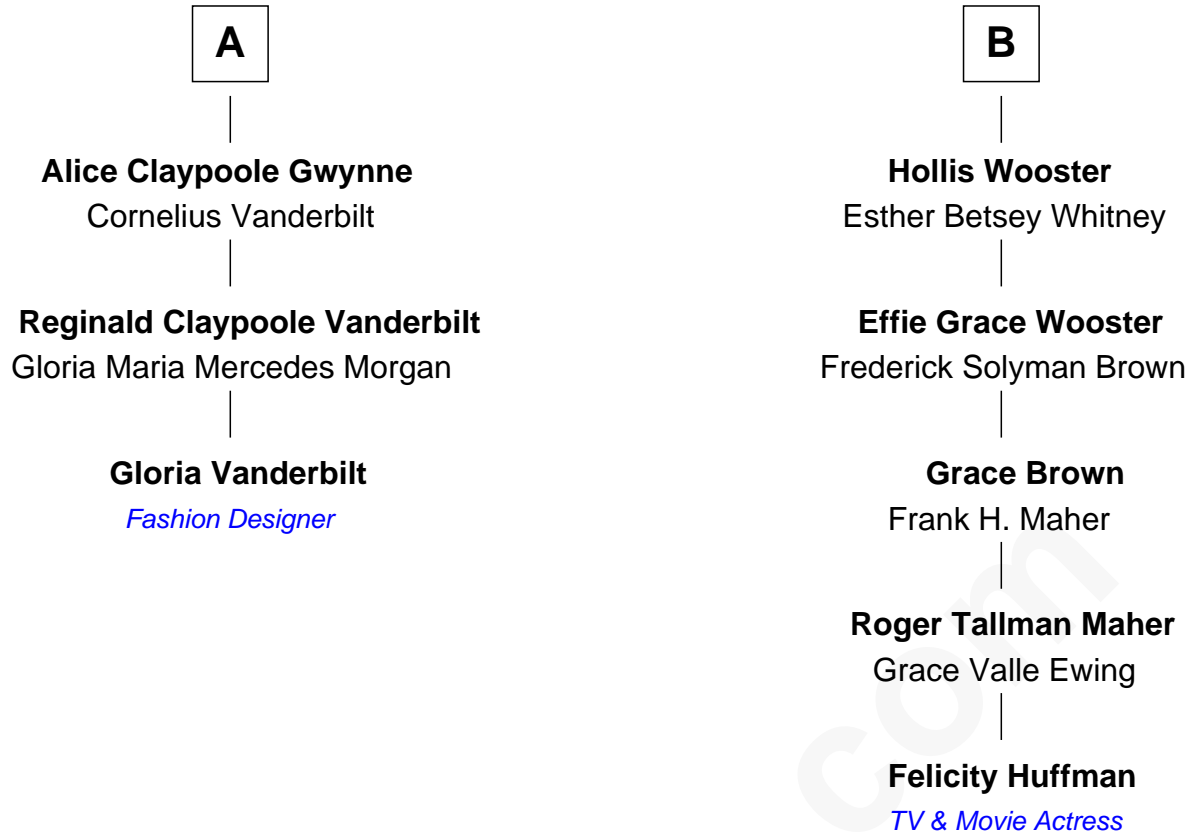 A
Alice Claypoole Gwynne
Cornelius Vanderbilt
Reginald Claypoole Vanderbilt
Gloria Maria Mercedes Morgan
Gloria Vanderbilt
Fashion Designer
B
Hollis Wooster
Esther Betsey Whitney
Effie Grace Wooster
Frederick Solyman Brown
Grace Brown
Frank H. Maher
Roger Tallman Maher
Grace Valle Ewing
Felicity Huffman
TV & Movie Actress
com